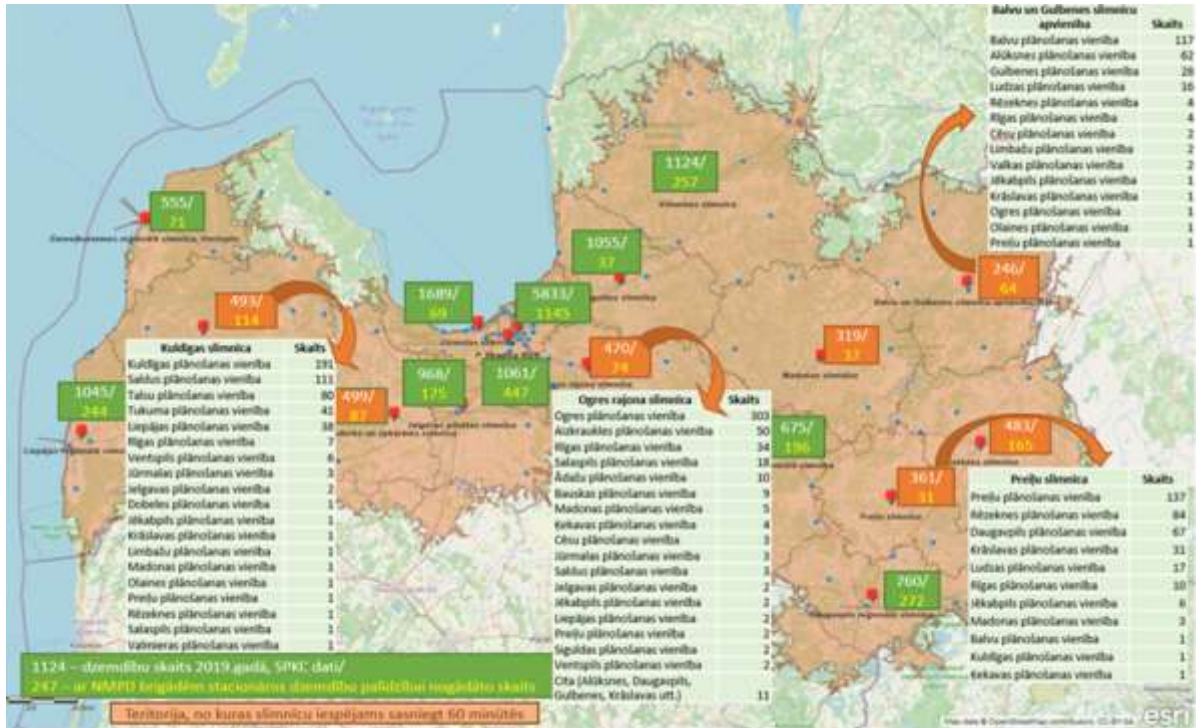 Balvu un Gulbenes slimnīcu apvienība Skaits
Balvu plānošanas vienība 117
Alūksnes plānošanas vienība 62
Gulbenes plānošanas vienība 28
Ludzas plānošanas vienība 16
Rēzeknes plānošanas vienība 4
Rīgas plānošanas vienība 4
Cēsu plānošanas vienība 2
Limbažu plānošanas vienība 2
Valkas plānošanas vienība 2
Jēkabpils plānošanas vienība 1
Krāslavas plānošanas vienība 1
Ogres plānošanas vienība 1
Olaines plānošanas vienība 1
Preiļu plānošanas vienība 1
1124/
257
555/
71
1055/
37
246/
64
493/
114
1689/
69
5833/
1145
470/
74
319/
37
1045/
244
499/
87
968/
175
1061/
447
675/
196
483/
165
361/
31
760/
272
Kuldīgas slimnīca Skaits
Kuldīgas plānošanas vienība 191
Saldus plānošanas vienība 111
Talsu plānošanas vienība 80
Tukuma plānošanas vienība 41
Liepājas plānošanas vienība 38
Rīgas plānošanas vienība 7
Ventspils plānošanas vienība 6
Jūrmalas plānošanas vienība 3
Jelgavas plānošanas vienība 2
Dobeles plānošanas vienība 1
Jēkabpils plānošanas vienība 1
Krāslavas plānošanas vienība 1
Limbažu plānošanas vienība 1
Madonas plānošanas vienība 1
Olaines plānošanas vienība 1
Preiļu plānošanas vienība 1
Rēzeknes plānošanas vienība 1
Salaspils plānošanas vienība 1
Valmieras plānošanas vienība 1
Ogres rajona slimnīca Skaits
Ogres plānošanas vienība 303
Aizkraukles plānošanas vienība 50
Rīgas plānošanas vienība 34
Salaspils plānošanas vienība 18
Ādažu plānošanas vienība 10
Bauskas plānošanas vienība 9
Madonas plānošanas vienība 5
Ķekavas plānošanas vienība 4
Cēsu plānošanas vienība 3
Jūrmalas plānošanas vienība 3
Saldus plānošanas vienība 3
Jelgavas plānošanas vienība 2
Jēkabpils plānošanas vienība 2
Liepājas plānošanas vienība 2
Preiļu plānošanas vienība 2
Siguldas plānošanas vienība 2
Ventspils plānošanas vienība 2
Cita (Alūksnes, Daugavpils,
Gulbenes, Krāslavas utt.) 11
Preiļu slimnīca Skaits
Preiļu plānošanas vienība 137
Rēzeknes plānošanas vienība 84
Daugavpils plānošanas vienība 67
Krāslavas plānošanas vienība 31
Ludzas plānošanas vienība 17
Rīgas plānošanas vienība 10
Jēkabpils plānošanas vienība 6
Madonas plānošanas vienība 3
Balvu plānošanas vienība 1
Kuldīgas plānošanas vienība 1
Ķekavas plānošanas vienība 1
1124 – dzemdību skaits 2019.gadā, SPKC dati/
247 – ar NMPD brigādēm stacionārās dzemdību palīdzībai nogādāto skaits
Teritorija, no kuras slimnīcu iespējams sasniegt 60 minūtēs
esri